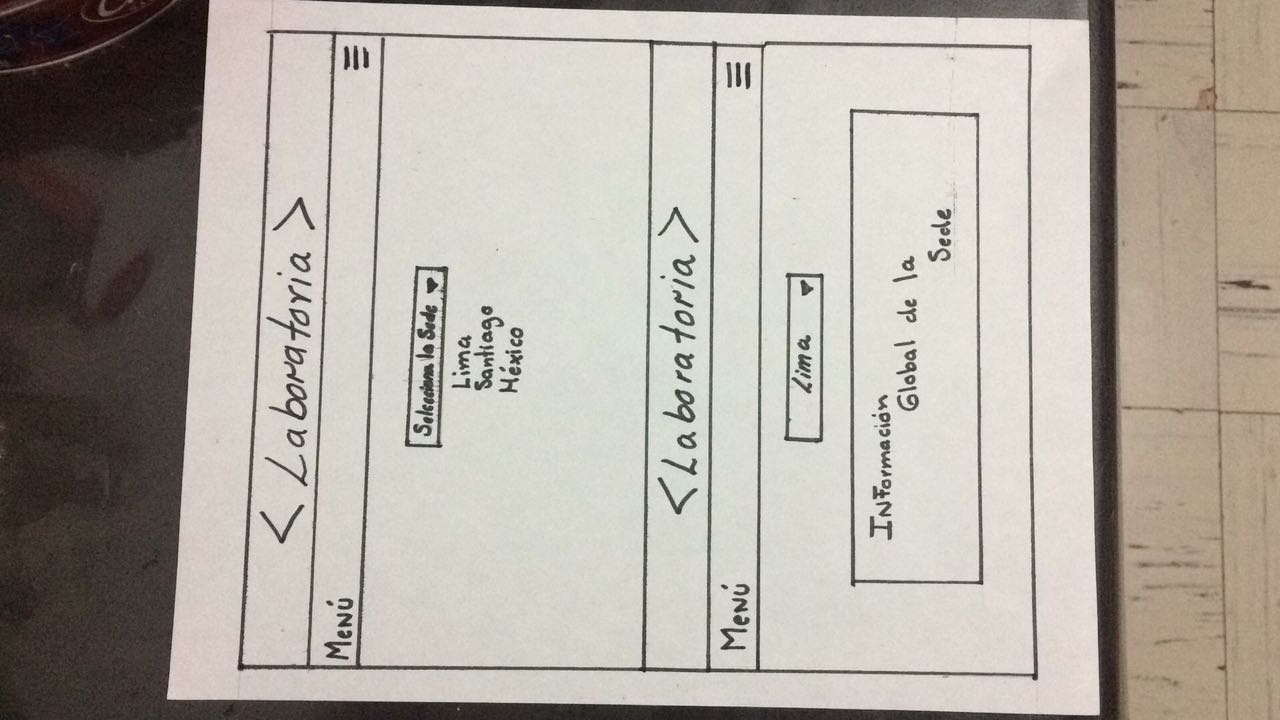 < Laboratoria >
Menú ☰
Selecciona la Sede ▼
Lima
Santiago
México
<Laboratoria>
Menú ☰
Lima ▼
INFormación
Global de la
Sede